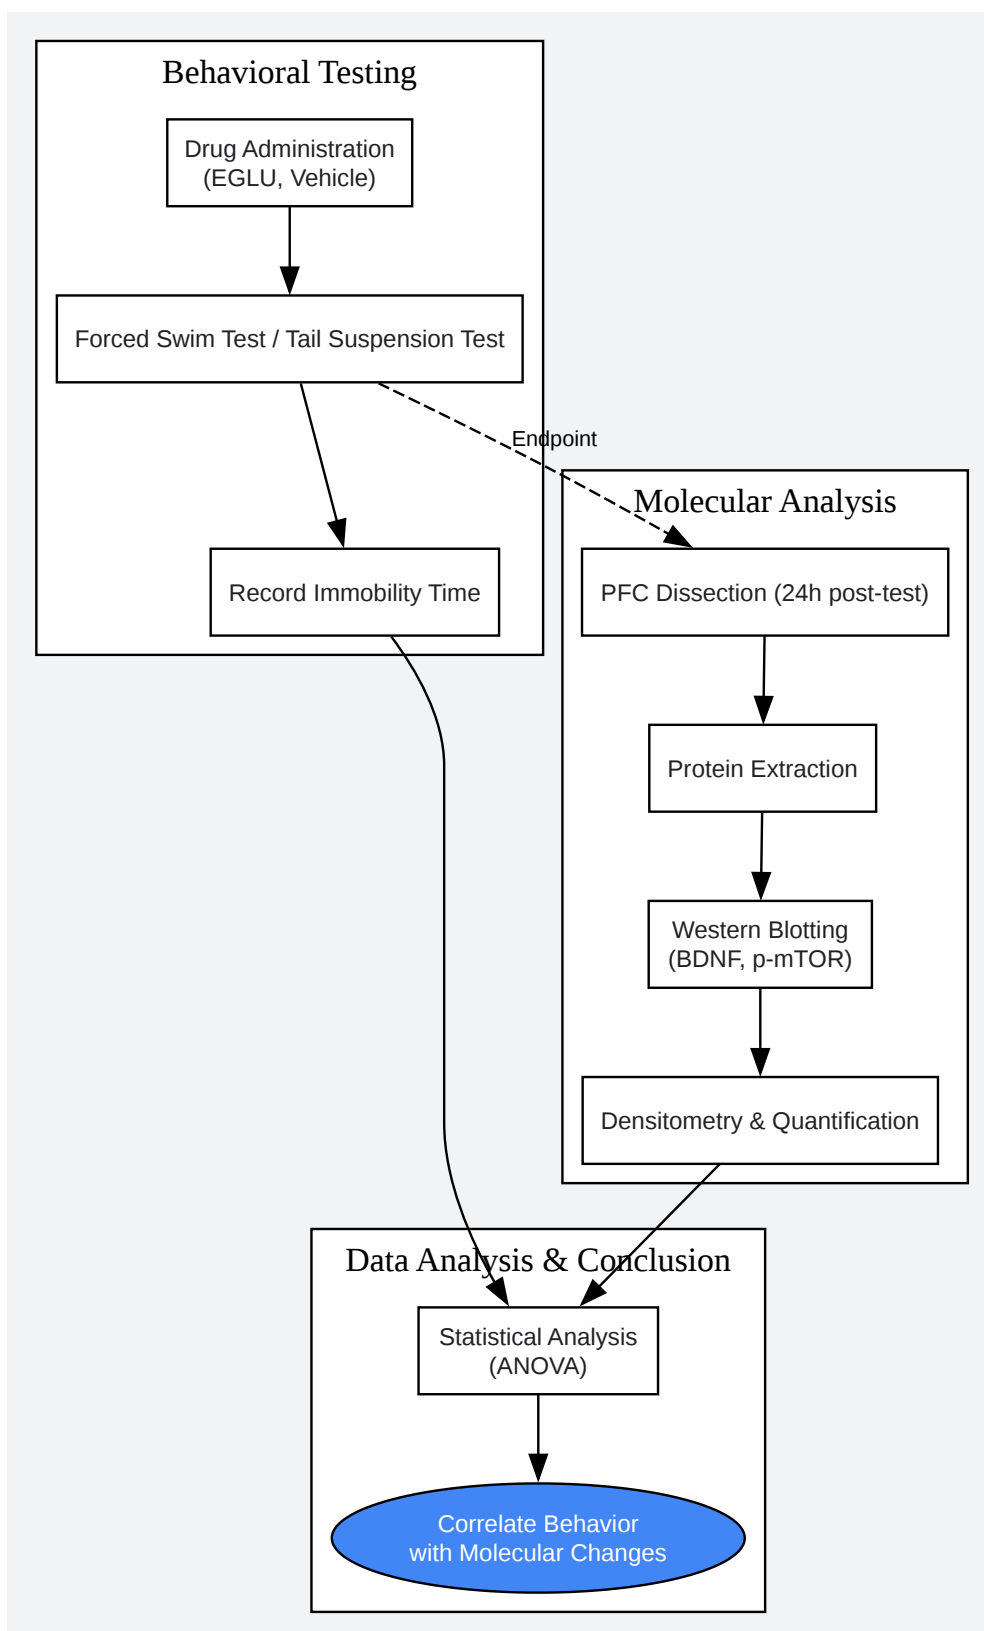 Behavioral Testing
Drug Administration
(EGLU, Vehicle)
Forced Swim Test / Tail Suspension Test
Endpoint
Record Immobility Time
Molecular Analysis
PFC Dissection (24h post-test)
Protein Extraction
Western Blotting
(BDNF, p-mTOR)
Densitometry & Quantification
Data Analysis & Conclusion
Statistical Analysis
(ANOVA)
Correlate Behavior
with Molecular Changes